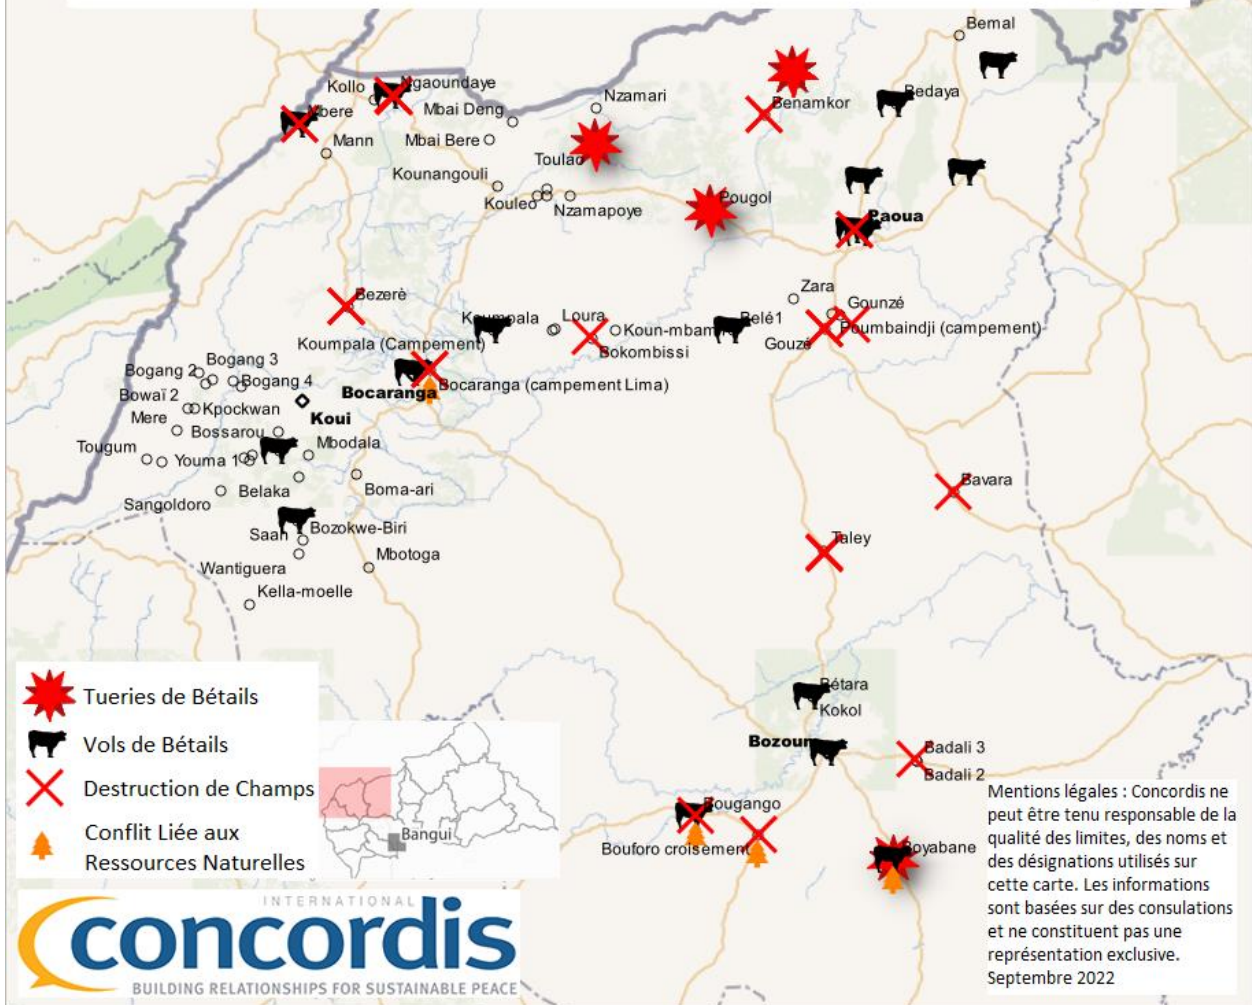 Bemal
Kollo
Ngaoundaye
Nzamari
Bedaya
Mbai Deng
Benamkor
Mbere
Mann
Mbai Bere
Toulao
Kounangouli
Kouleo
Nzamapoye
Pougol
Paoua
Bezerè
Zara
Gounzé
Koumpala
Loura
Belé1
Poumbaindji (campement)
Koumpala (Campement)
Gouzé
Bokombissi
Bogang 3
Bogang 2
Bogang 4
Bocaranga (campement Lima)
Bocaranga
Bowaï 2
Kpockwan
Mere
Koui
Bossarou
Mbodala
Tougum
Youma 1
Belaka
Boma-ari
Bavara
Sangoldoro
Bozokwe-Biri
Saah
Taley
Mbotoga
Wantiguera
Kella-moelle
Bétara
Kokol
Badali 3
Badali 2
Bougango
Bouforo croisement
Boyabane
Tueries de Bétails
Vols de Bétails
Destruction de Champs
Conflit Liée aux
Ressources Naturelles
Bangui
Mentions légales : Concordis ne
peut être tenu responsable de la
qualité des limites, des noms et
des désignations utilisés sur
cette carte. Les informations
sont basées sur des consulations
et ne constituent pas une
représentation exclusive.
Septembre 2022
INTERNATIONAL
concordis
BUILDING RELATIONSHIPS FOR SUSTAINABLE PEACE